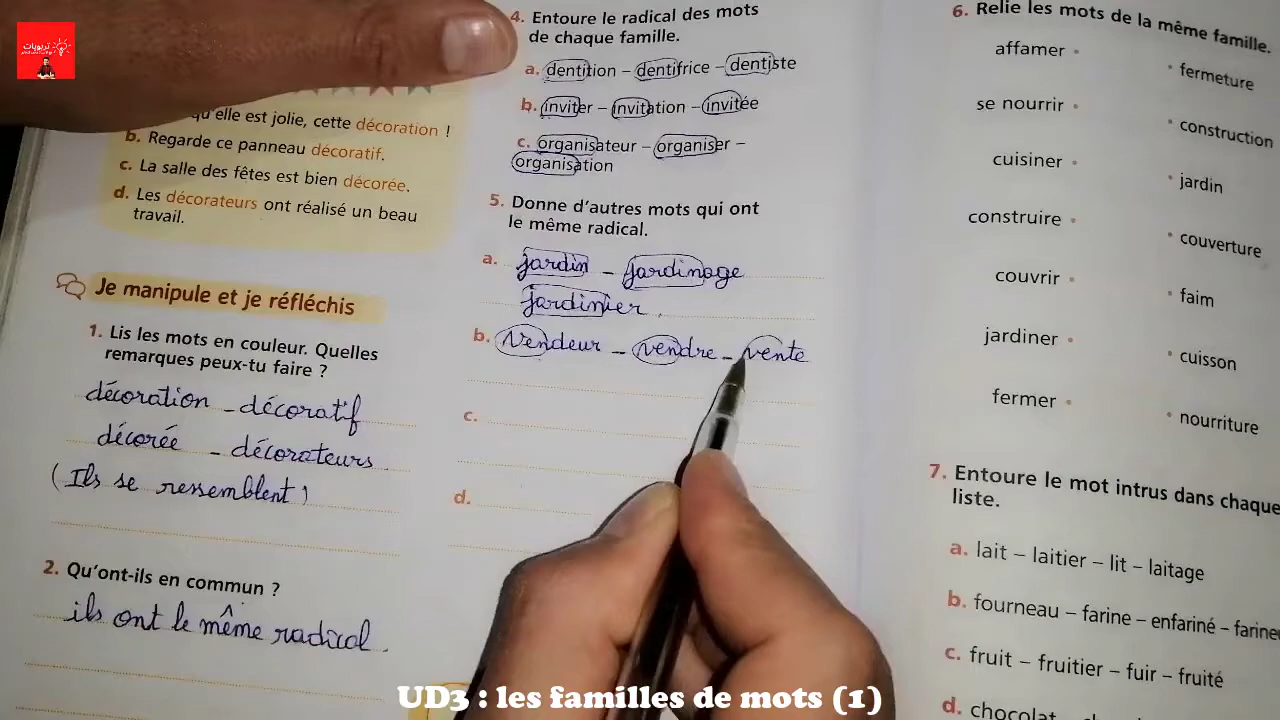 تربويات
qu'elle est jolie, cette décoration !
b. Regarde ce panneau décoratif.
c. La salle des fêtes est bien décorée.
d. Les décorateurs ont réalisé un beau
travail.
Je manipule et je réfléchis
1. Lis les mots en couleur. Quelles
remarques peux-tu faire ?
décoration - décoratif
décorée - décorateurs
(Ils se ressemblent)
2. Qu'ont-ils en commun ?
ils ont le même radical.
4. Entoure le radical des mots
de chaque famille.
a. dentition – dentifrice – dentiste
b. inviter – invitation – invitée
c. organisateur – organiser –
organisation
5. Donne d'autres mots qui ont
le même radical.
a. jardin - jardinage
jardinier.
b. Vendeur - vendre - vente
c.
d.
6. Relie les mots de la même famille.
affamer • • fermeture
se nourrir • • construction
cuisiner • • jardin
construire • • couverture
couvrir • • faim
jardiner • • cuisson
fermer • • nourriture
7. Entoure le mot intrus dans chaque
liste.
a. lait – laitier – lit – laitage
b. fourneau – farine – enfariné –
c. fruit – fruitier – fuir – fruité
d. chocolat
UD3 : les familles de mots (1)